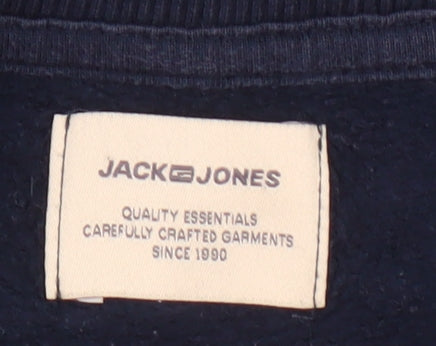 JACK & JONES
QUALITY ESSENTIALS
CAREFULLY CRAFTED GARMENTS
SINCE 1990